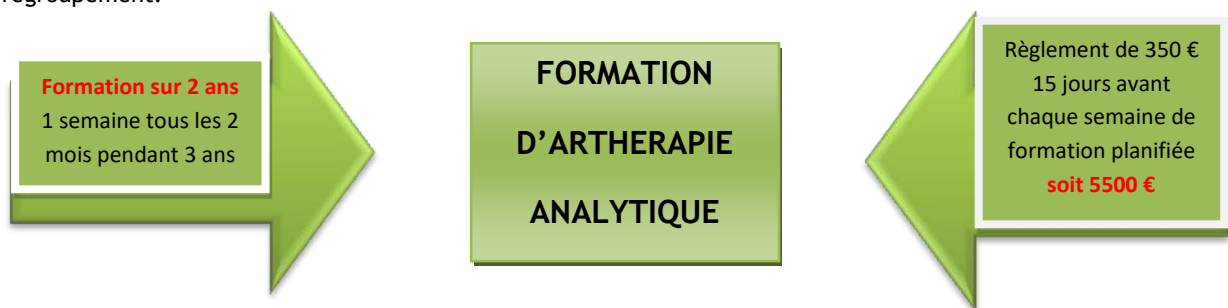 regroupement.
Formation sur 2 ans
1 semaine tous les 2
mois pendant 3 ans
FORMATION
D’ARTHERAPIE
ANALYTIQUE
Règlement de 350 €
15 jours avant
chaque semaine de
formation planifiée
soit 5500 €